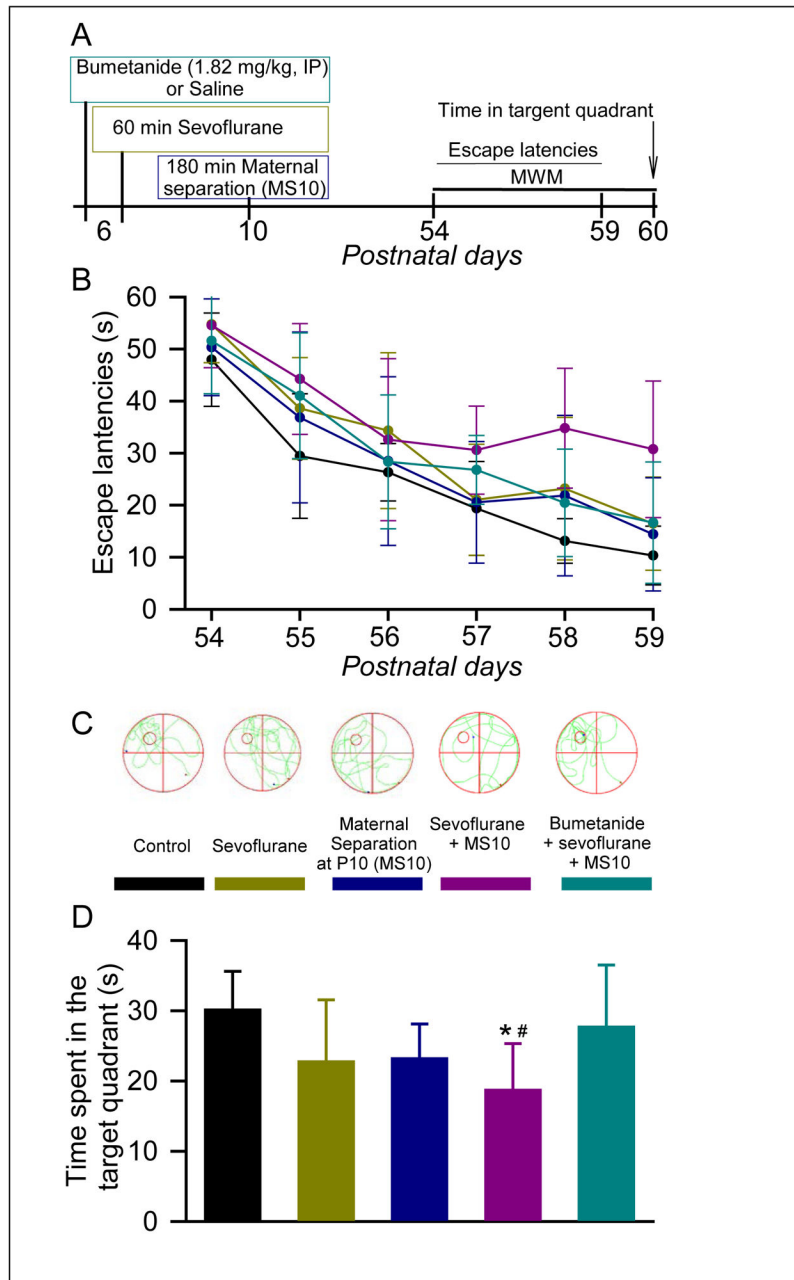 A
Bumetanide (1.82 mg/kg, IP)
or Saline
60 min Sevoflurane
180 min Maternal
separation (MS10)
Time in targent quadrant
Escape latencies
MWM
6
10
54
59
60
Postnatal days
B
Escape lantencies (s)
60
50
40
30
20
10
0
54
55
56
57
58
59
Postnatal days
C
Control
Sevoflurane
Maternal
Separation
at P10 (MS10)
Sevoflurane
+ MS10
Bumetanide
+ sevoflurane
+ MS10
D
Time spent in the
target quadrant (s)
40
30
20
10
0
* #